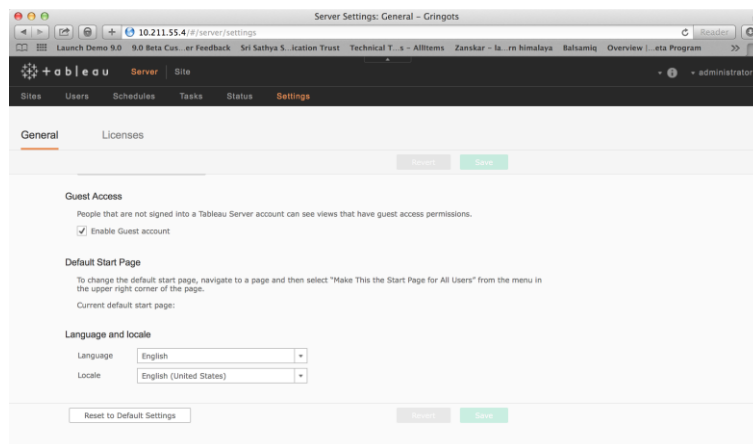 Server Settings: General – Gringots
10.211.55.4/#/server/settings
Reader
Launch Demo 9.0 9.0 Beta Cus...er Feedback Sri Sathya S...ication Trust Technical T...s – AllItems Zanskar – la...rn himalaya Balsamiq Overview |...eta Program >>
+ a b l e a u Server Site
administrator
Sites Users Schedules Tasks Status Settings
General Licenses
Revert Save
Guest Access
People that are not signed into a Tableau Server account can see views that have guest access permissions.
Enable Guest account
Default Start Page
To change the default start page, navigate to a page and then select "Make This the Start Page for All Users" from the menu in
the upper right corner of the page.
Current default start page:
Language and locale
Language English
Locale English (United States)
Reset to Default Settings Revert Save